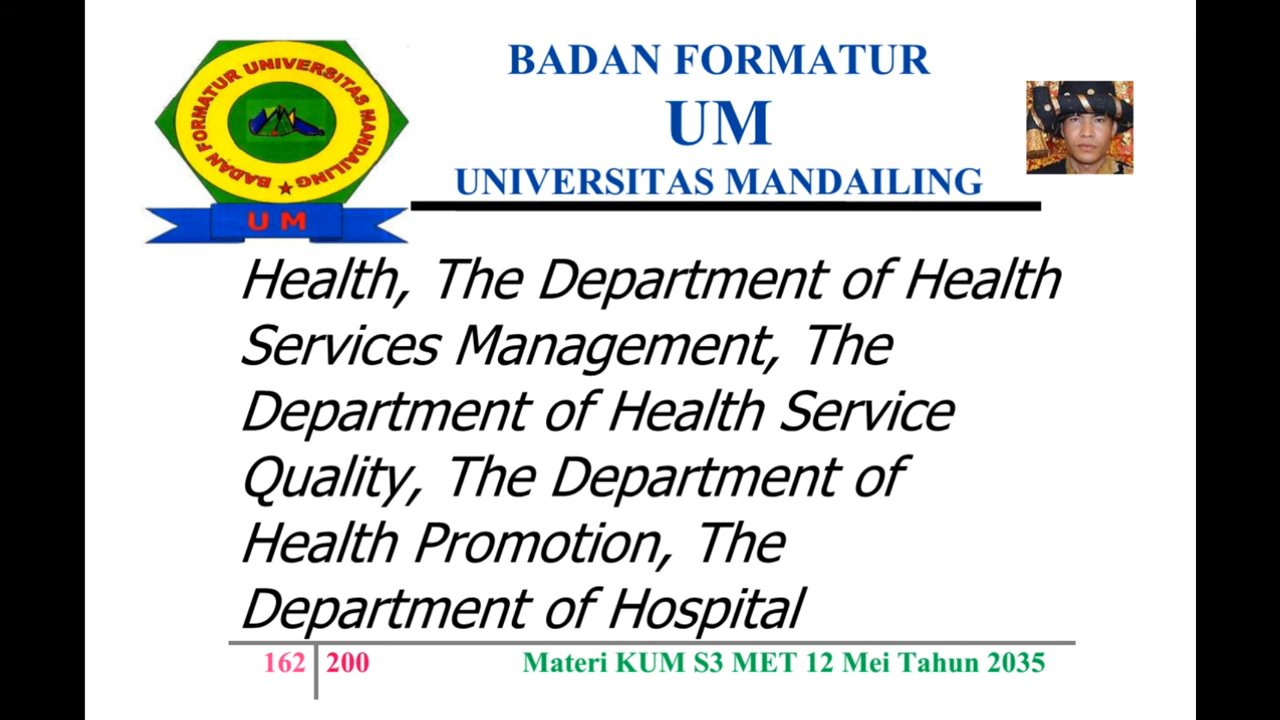 BADAN FORMATUR UNIVERSITAS MANDAILING
U M
BADAN FORMATUR
UM
UNIVERSITAS MANDAILING
Health, The Department of Health
Services Management, The
Department of Health Service
Quality, The Department of
Health Promotion, The
Department of Hospital
162 200
Materi KUM S3 MET 12 Mei Tahun 2035